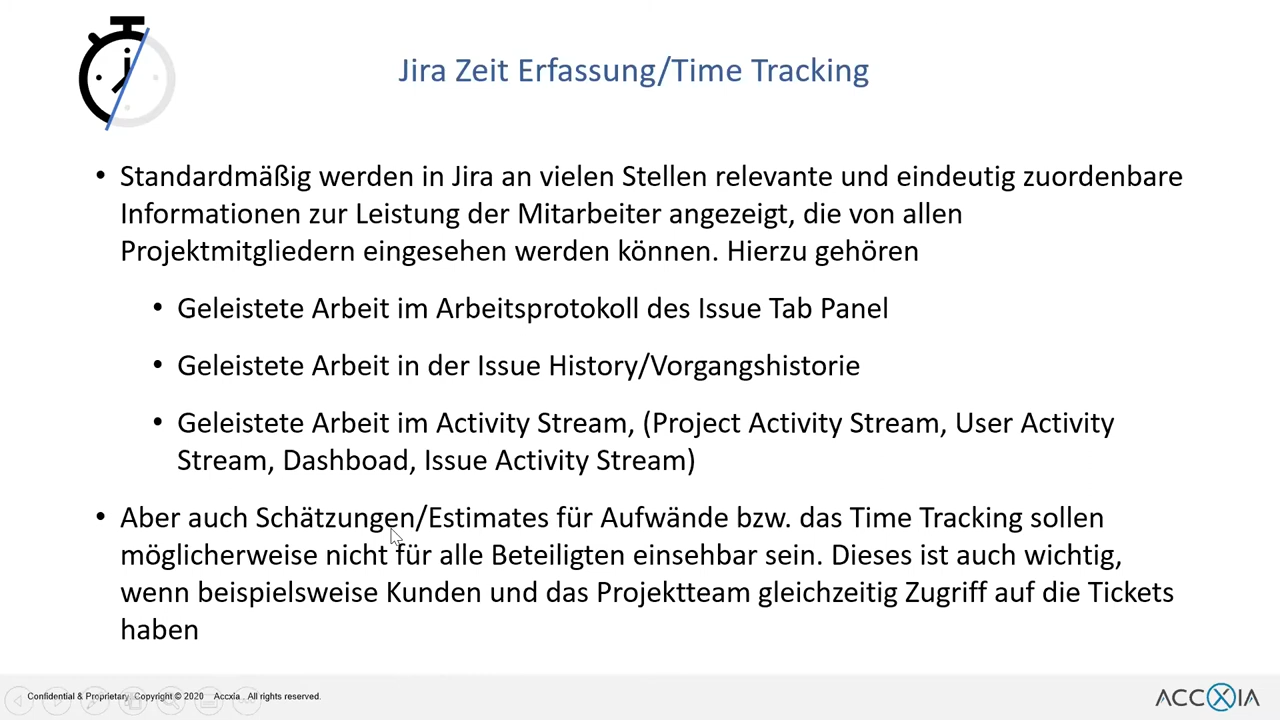 Jira Zeit Erfassung/Time Tracking
• Standardmäßig werden in Jira an vielen Stellen relevante und eindeutig zuordenbare
Informationen zur Leistung der Mitarbeiter angezeigt, die von allen
Projektmitgliedern eingesehen werden können. Hierzu gehören
• Geleistete Arbeit im Arbeitsprotokoll des Issue Tab Panel
• Geleistete Arbeit in der Issue History/Vorgangshistorie
• Geleistete Arbeit im Activity Stream, (Project Activity Stream, User Activity
Stream, Dashboad, Issue Activity Stream)
• Aber auch Schätzungen/Estimates für Aufwände bzw. das Time Tracking sollen
möglicherweise nicht für alle Beteiligten einsehbar sein. Dieses ist auch wichtig,
wenn beispielsweise Kunden und das Projektteam gleichzeitig Zugriff auf die Tickets
haben
Confidential & Proprietary. Copyright © 2020 Accxia . All rights reserved.
ACCXIA